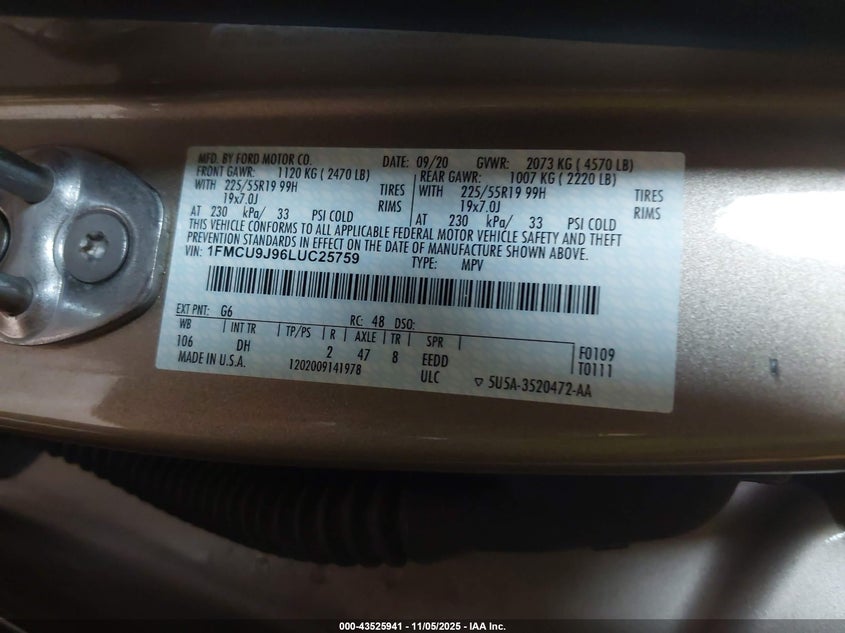 MFD. BY FORD MOTOR CO. DATE: 09/20 GVWR: 2073 KG ( 4570 LB)
FRONT GAWR: 1120 KG ( 2470 LB) REAR GAWR: 1007 KG ( 2220 LB)
WITH 225/55R19 99H TIRES WITH 225/55R19 99H TIRES
19x7.0J RIMS 19x7.0J RIMS
AT 230 kPa/ 33 PSI COLD AT 230 kPa/ 33 PSI COLD
THIS VEHICLE CONFORMS TO ALL APPLICABLE FEDERAL MOTOR VEHICLE SAFETY AND THEFT
PREVENTION STANDARDS IN EFFECT ON THE DATE OF MANUFACTURE SHOWN ABOVE.
VIN: 1FMCU9J96LUC25759 TYPE: MPV
EXT PNT: G6 RC: 48 DSO:
WB INT TR TP/PS R AXLE TR SPR
106 DH 2 47 8 EEDD F0109
MADE IN U.S.A. 1202009141978 ULC T0111
5U5A-3520472-AA
000-43525941 - 11/05/2025 - IAA Inc.